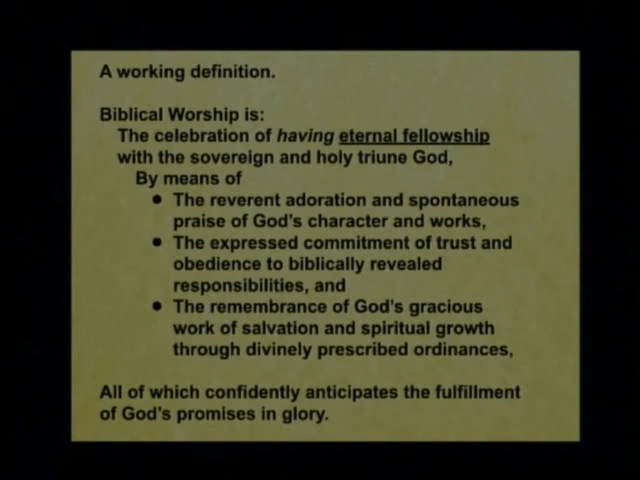 A working definition.
Biblical Worship is:
The celebration of having eternal fellowship
with the sovereign and holy triune God,
By means of
• The reverent adoration and spontaneous
praise of God's character and works,
• The expressed commitment of trust and
obedience to biblically revealed
responsibilities, and
• The remembrance of God's gracious
work of salvation and spiritual growth
through divinely prescribed ordinances,
All of which confidently anticipates the fulfillment
of God's promises in glory.